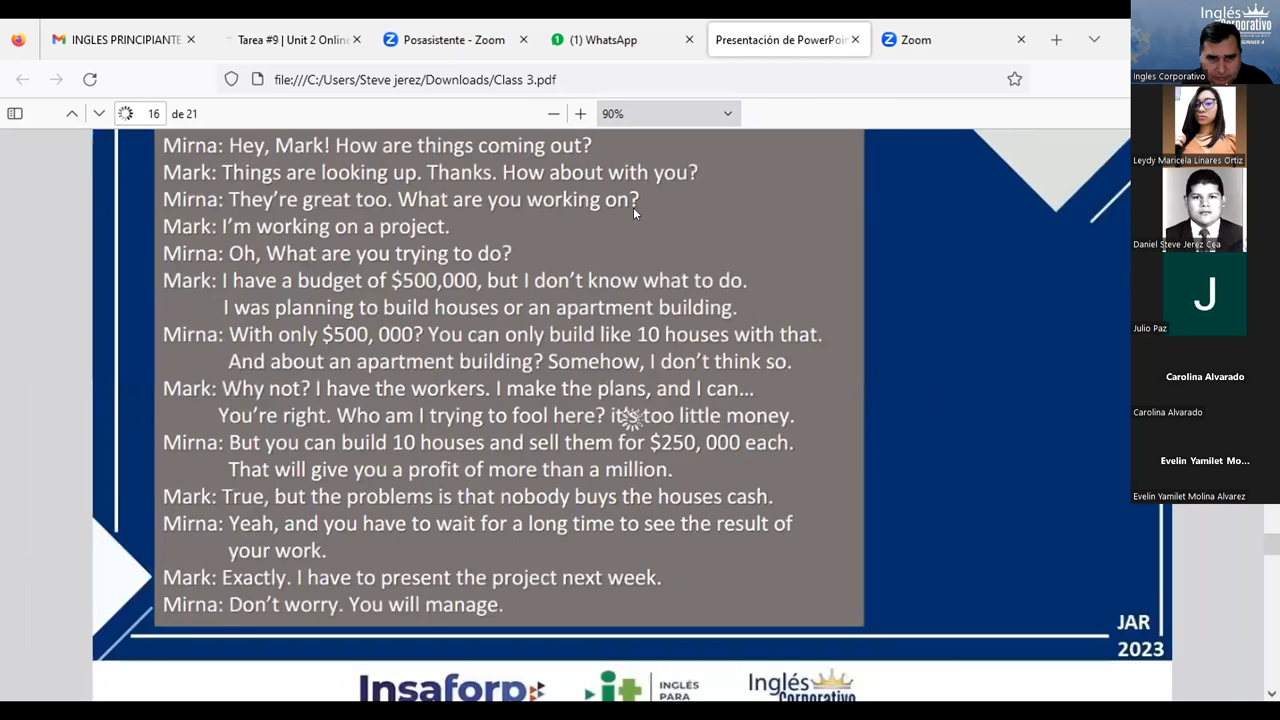 INGLES PRINCIPIANTE
Tarea #9 | Unit 2 Online
Posasistente - Zoom
1
(1) WhatsApp
Presentación de PowerPoin
Zoom
file:///C:/Users/Steve jerez/Downloads/Class 3.pdf
16 de 21
90%
Mirna: Hey, Mark! How are things coming out?
Mark: Things are looking up. Thanks. How about with you?
Mirna: They're great too. What are you working on?
Mark: I'm working on a project.
Mirna: Oh, What are you trying to do?
Mark: I have a budget of $500,000, but I don't know what to do.
I was planning to build houses or an apartment building.
Mirna: With only $500, 000? You can only build like 10 houses with that.
And about an apartment building? Somehow, I don't think so.
Mark: Why not? I have the workers. I make the plans, and I can...
You're right. Who am I trying to fool here? it's too little money.
Mirna: But you can build 10 houses and sell them for $250, 000 each.
That will give you a profit of more than a million.
Mark: True, but the problems is that nobody buys the houses cash.
Mirna: Yeah, and you have to wait for a long time to see the result of
your work.
Mark: Exactly. I have to present the project next week.
Mirna: Don't worry. You will manage.
JAR
2023
Insaforp
it
INGLÉS
PARA
Inglés
Corporativo
Inglés
Ingles Corporativo
Leydy Maricela Linares Ortiz
Daniel Steve Jerez Cea
J
Julio Paz
Carolina Alvarado
Carolina Alvarado
Evelin Yamilet Mo...
Evelin Yamilet Molina Alvarez